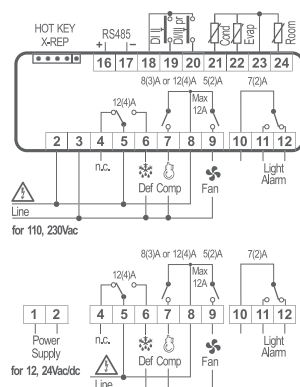 HOT KEY
X-REP
RS485
+ −
DI II
DI/II pr
Cond
Evap
Room
16 17 18 19 20 21 22 23 24
8(3)A or 12(4)A 5(2)A 7(2)A
12(4)A
Max
12A
2 3 4 5 6 7 8 9 10 11 12
n.c.
Def Comp Fan
Light
Alarm
Line
for 110, 230Vac
8(3)A or 12(4)A 5(2)A 7(2)A
12(4)A
Max
12A
1 2 4 5 6 7 8 9 10 11 12
Power
Supply
n.c.
Def Comp Fan
Light
Alarm
for 12, 24Vac/dc
Line